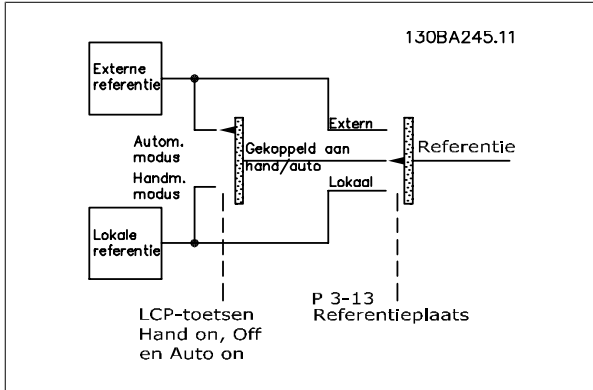 130BA245.11
Externe
referentie
Autom.
modus
Handm.
modus
Lokale
referentie
Extern
Gekoppeld aan
hand/auto
Lokaal
Referentie
LCP-toetsen
Hand on, Off
en Auto on
P 3-13
Referentieplaats